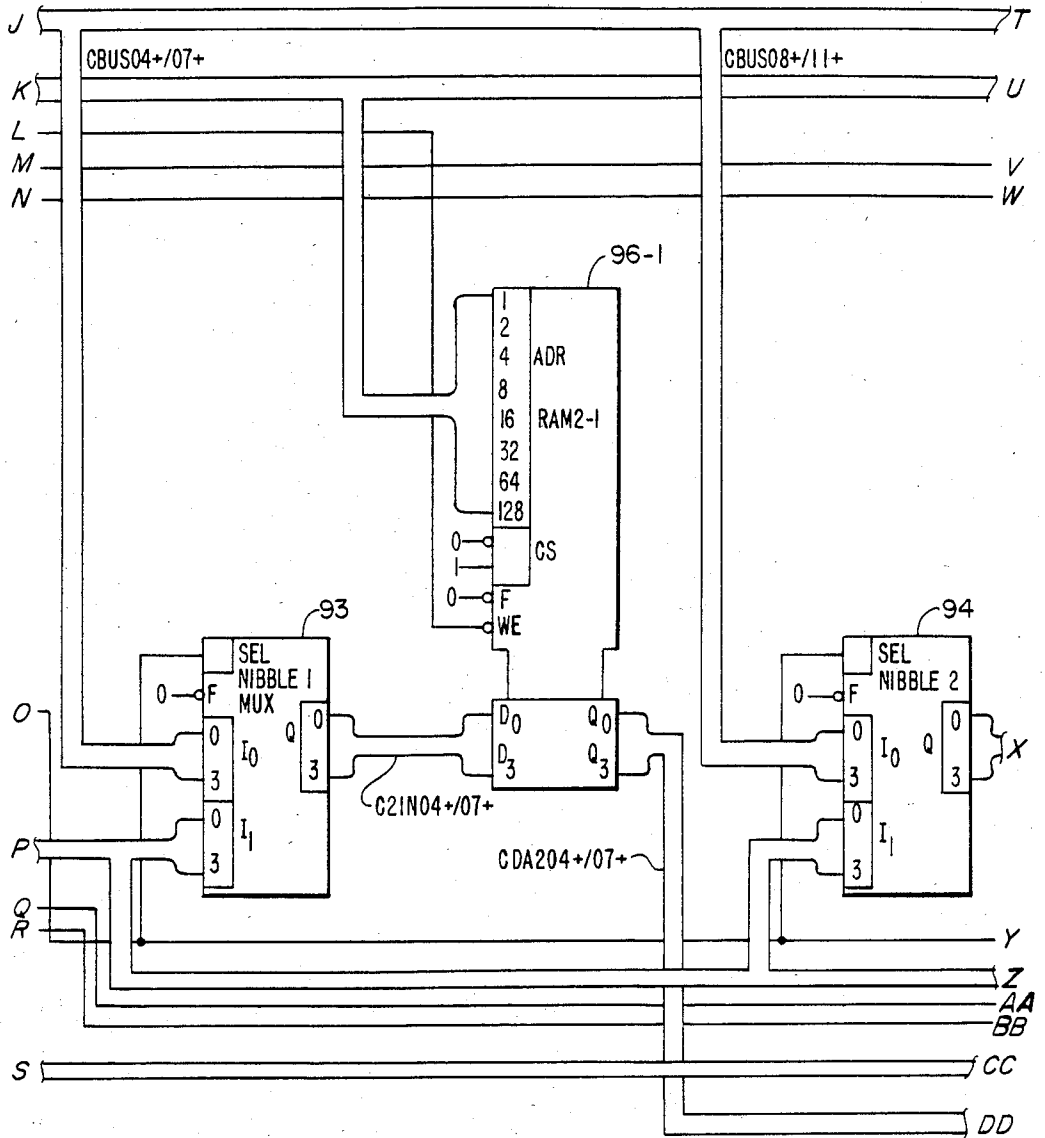 J
T
CBUS04+/07+
CBUS08+/11+
K
U
L
M
V
N
W
96-1
1
2
4 ADR
8
16 RAM2-1
32
64
128
0
CS
1
0 F
WE
93
SEL
NIBBLE 1
MUX
0 F
0
I0
3
0
I1
3
Q
0
3
C2IN04+/07+
D0
Q0
D3
Q3
CDA204+/07+
94
SEL
NIBBLE 2
0 F
0
I0
3
0
I1
3
Q
0
3
X
O
P
Q
R
Y
Z
AA
BB
S
CC
DD